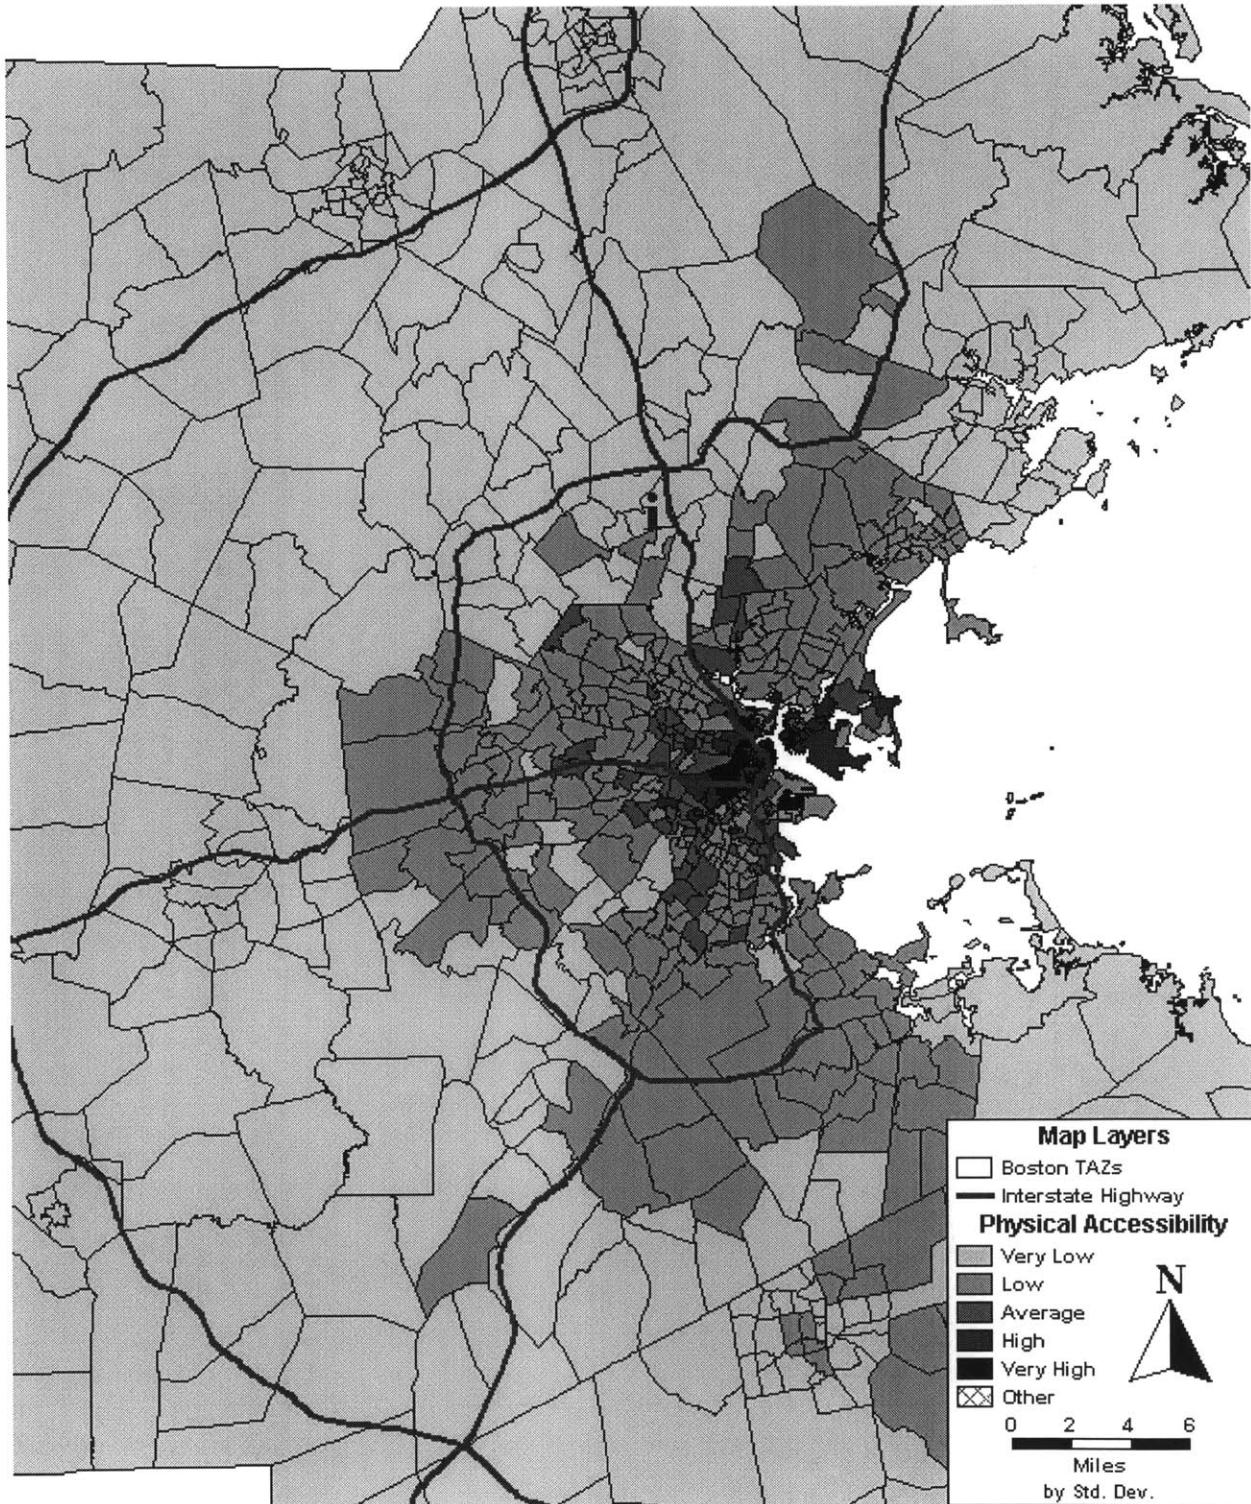 Map Layers
Boston TAZs
Interstate Highway
Physical Accessibility
Very Low
Low
Average
High
Very High
Other
N
0 2 4 6
Miles
by Std. Dev.